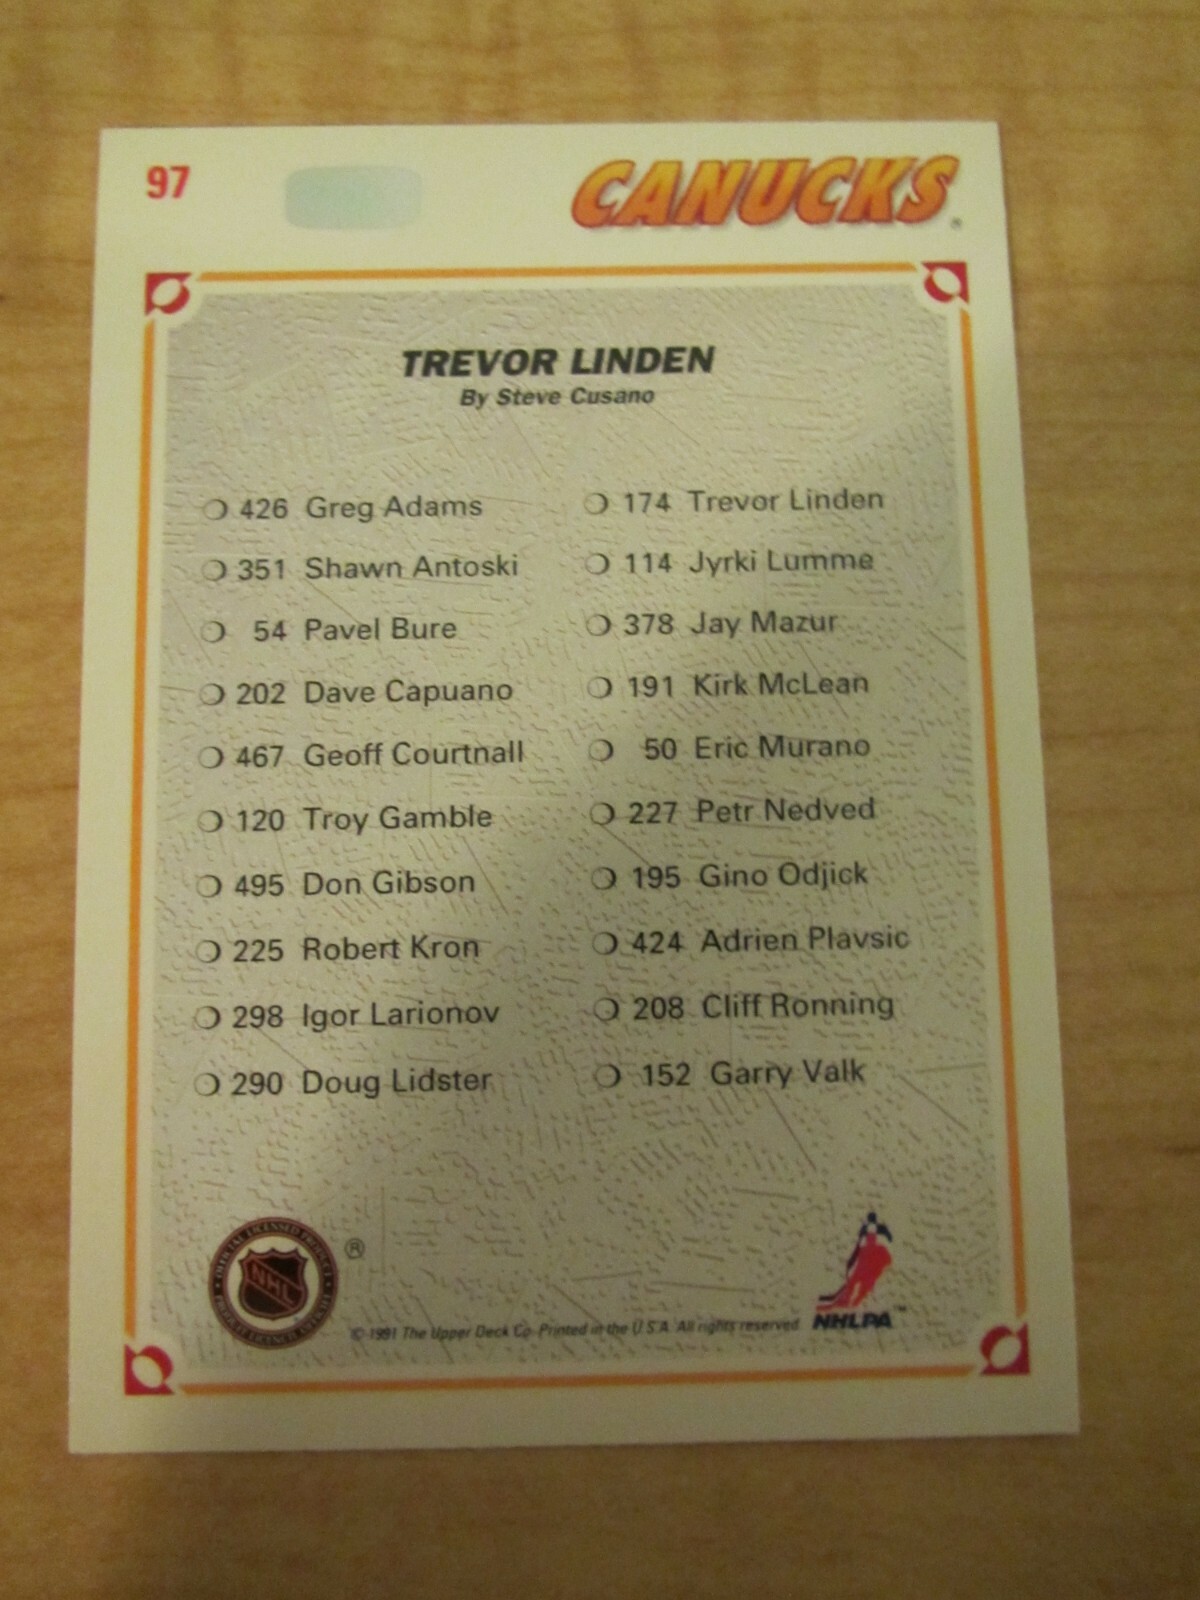 97
CANUCKS ®
TREVOR LINDEN
By Steve Cusano
426 Greg Adams
351 Shawn Antoski
54 Pavel Bure
202 Dave Capuano
467 Geoff Courtnall
120 Troy Gamble
495 Don Gibson
225 Robert Kron
298 Igor Larionov
290 Doug Lidster
174 Trevor Linden
114 Jyrki Lumme
378 Jay Mazur
191 Kirk McLean
50 Eric Murano
227 Petr Nedved
195 Gino Odjick
424 Adrien Plavsic
208 Cliff Ronning
152 Garry Valk
OFFICIAL LICENSED PRODUCT
NHL
®
© 1991 The Upper Deck Co. Printed in the U.S.A. All rights reserved.
NHLPA™